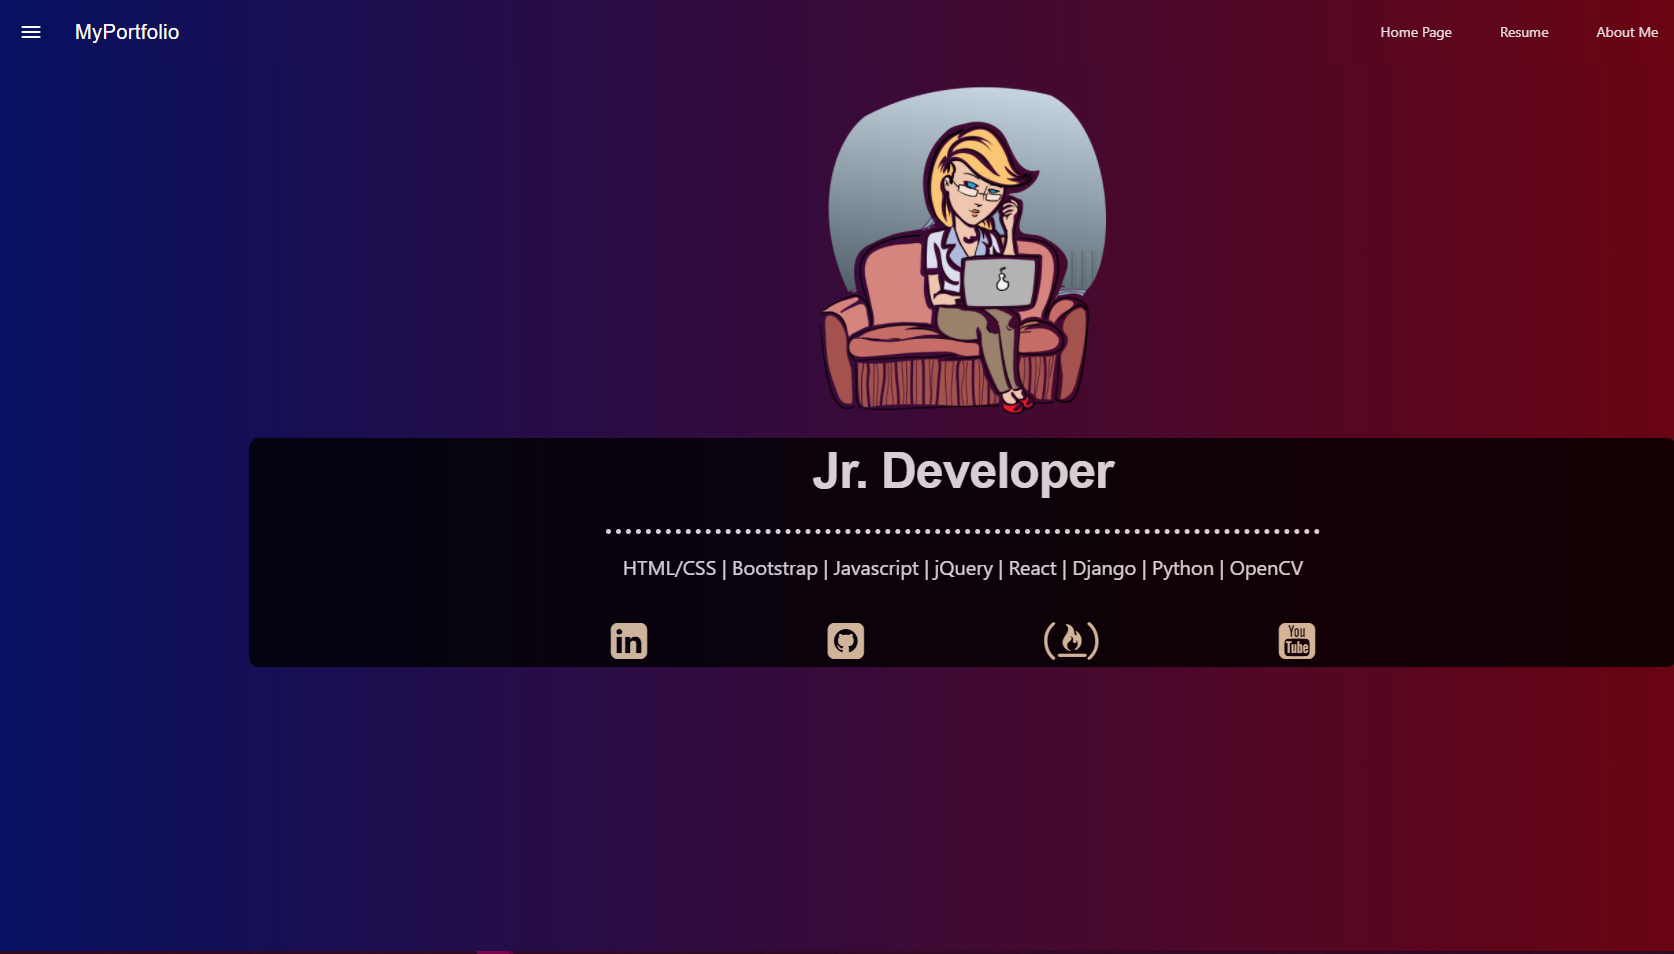 MyPortfolio
Home Page
Resume
About Me
Jr. Developer
HTML/CSS | Bootstrap | Javascript | jQuery | React | Django | Python | OpenCV
in
You
Tube